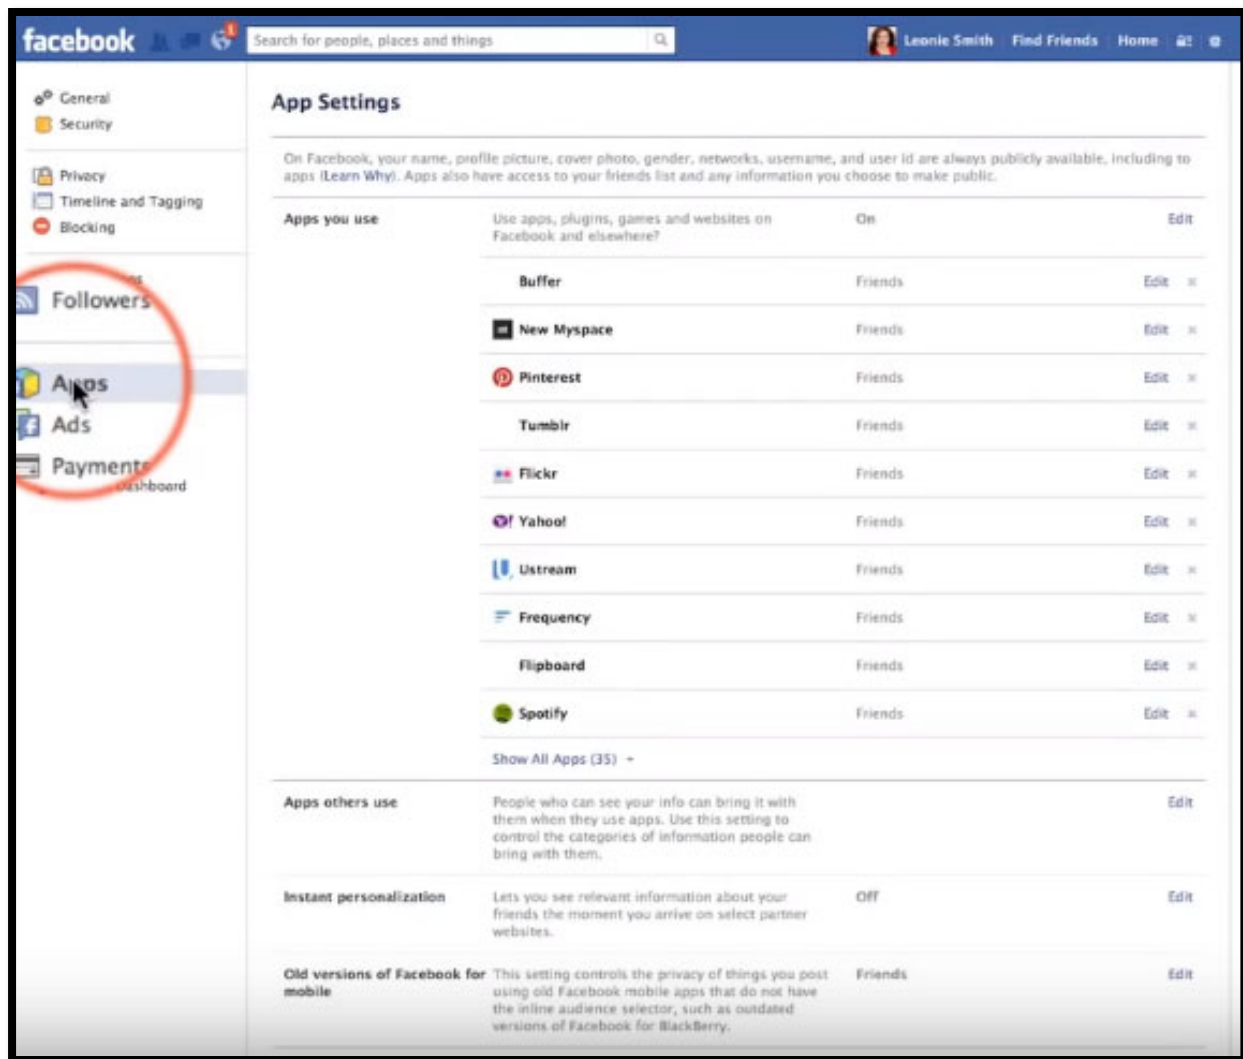 facebook
1
Search for people, places and things
Leonie Smith Find Friends Home
General
Security
Privacy
Timeline and Tagging
Blocking
Followers
Apps
Ads
Payments
Dashboard
App Settings
On Facebook, your name, profile picture, cover photo, gender, networks, username, and user id are always publicly available, including to
apps (Learn Why). Apps also have access to your friends list and any information you choose to make public.
Apps you use
Use apps, plugins, games and websites on
Facebook and elsewhere?
On
Edit
Buffer Friends Edit ×
New Myspace Friends Edit ×
Pinterest Friends Edit ×
Tumblr Friends Edit ×
Flickr Friends Edit ×
Yahoo! Friends Edit ×
Ustream Friends Edit ×
Frequency Friends Edit ×
Flipboard Friends Edit ×
Spotify Friends Edit ×
Show All Apps (35)
Apps others use
People who can see your info can bring it with
them when they use apps. Use this setting to
control the categories of information people can
bring with them.
Edit
Instant personalization
Lets you see relevant information about your
friends the moment you arrive on select partner
websites.
Off
Edit
Old versions of Facebook for
mobile
This setting controls the privacy of things you post
using old Facebook mobile apps that do not have
the inline audience selector, such as outdated
versions of Facebook for BlackBerry.
Friends
Edit